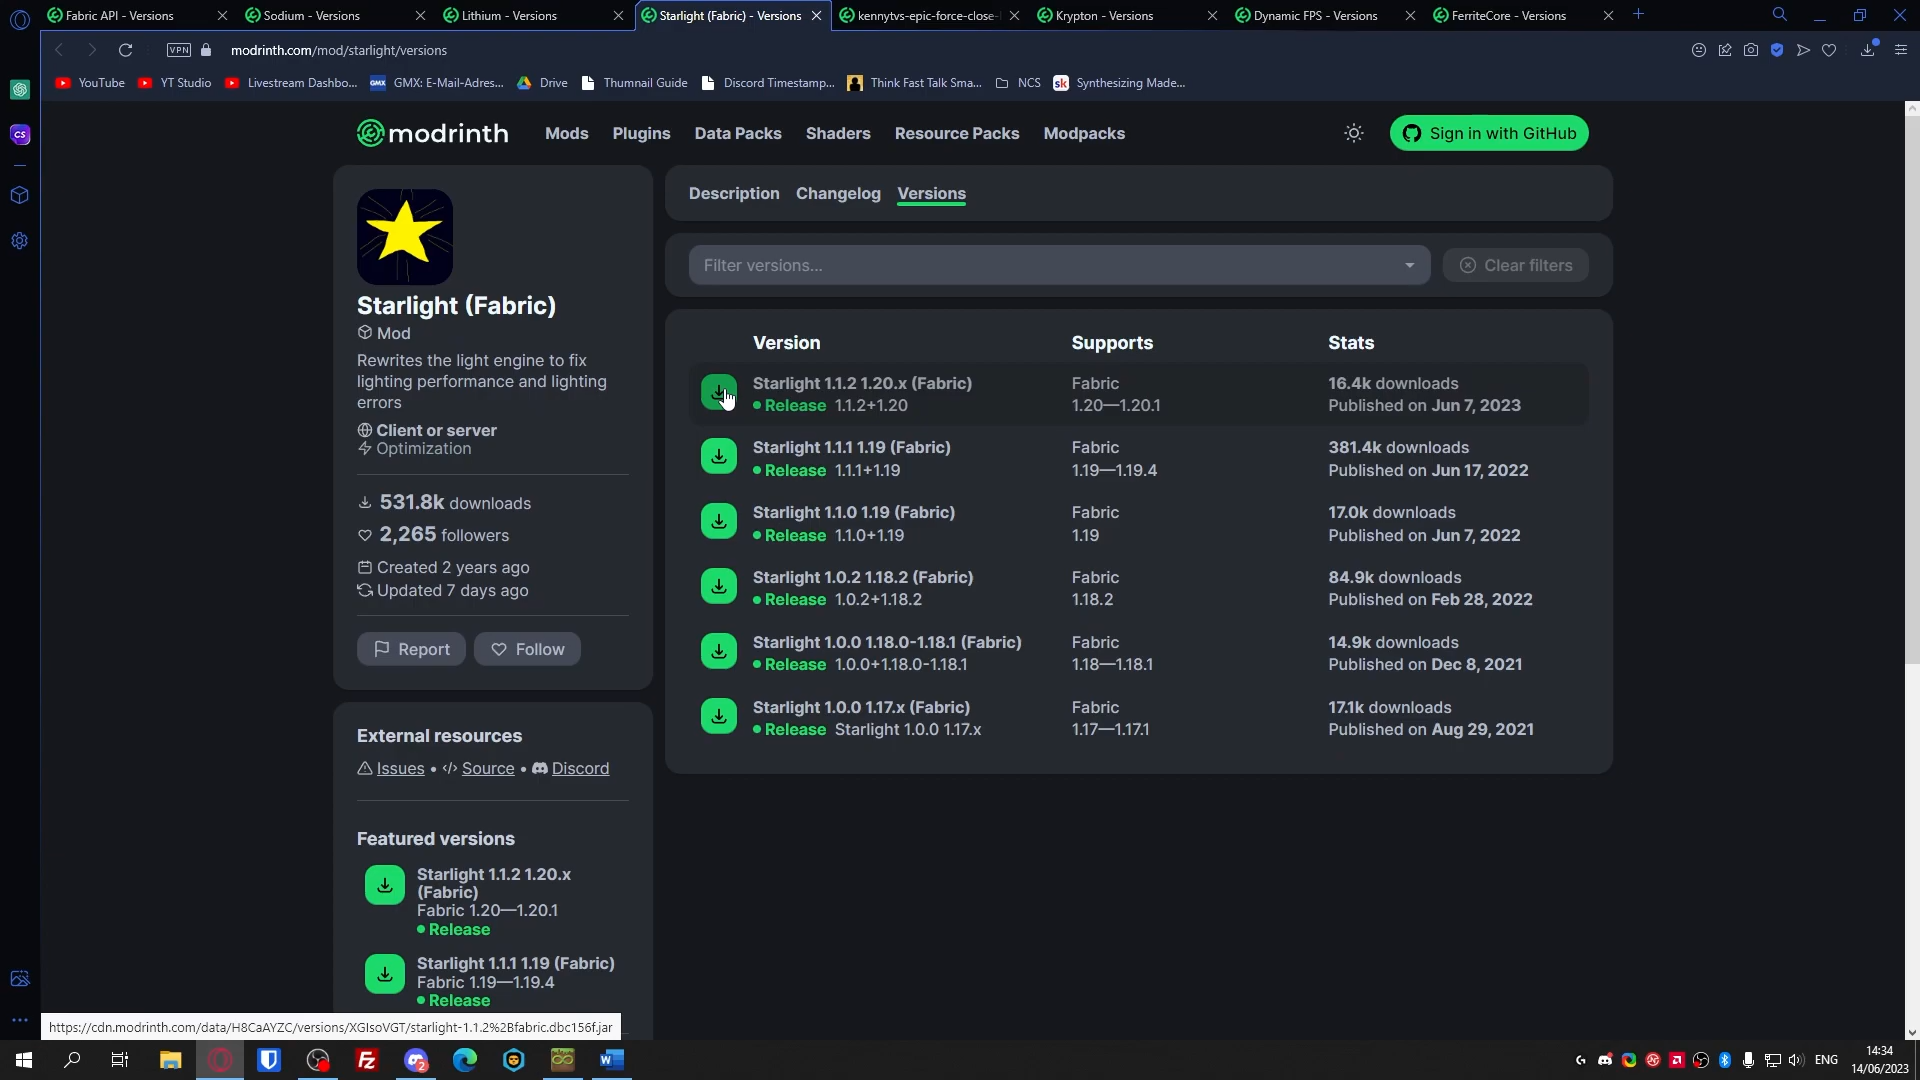 Fabric API - Versions
Sodium - Versions
Lithium - Versions
Starlight (Fabric) - Versions
kennytvs-epic-force-close-
Krypton - Versions
Dynamic FPS - Versions
FerriteCore - Versions
VPN
modrinth.com/mod/starlight/versions
YouTube
YT Studio
Livestream Dashbo...
GMX
GMX: E-Mail-Adres...
Drive
Thumnail Guide
Discord Timestamp...
Think Fast Talk Sma...
NCS
sk
Synthesizing Made...
CS
modrinth
Mods
Plugins
Data Packs
Shaders
Resource Packs
Modpacks
Sign in with GitHub
Starlight (Fabric)
Mod
Rewrites the light engine to fix
lighting performance and lighting
errors
Client or server
Optimization
531.8k downloads
2,265 followers
Created 2 years ago
Updated 7 days ago
Report
Follow
External resources
Issues • Source • Discord
Featured versions
Starlight 1.1.2 1.20.x
(Fabric)
Fabric 1.20—1.20.1
Release
Starlight 1.1.1 1.19 (Fabric)
Fabric 1.19—1.19.4
Release
Description
Changelog
Versions
Filter versions...
Clear filters
Version Supports Stats
Starlight 1.1.2 1.20.x (Fabric) Fabric 16.4k downloads
Release 1.1.2+1.20 1.20—1.20.1 Published on Jun 7, 2023
Starlight 1.1.1 1.19 (Fabric) Fabric 381.4k downloads
Release 1.1.1+1.19 1.19—1.19.4 Published on Jun 17, 2022
Starlight 1.1.0 1.19 (Fabric) Fabric 17.0k downloads
Release 1.1.0+1.19 1.19 Published on Jun 7, 2022
Starlight 1.0.2 1.18.2 (Fabric) Fabric 84.9k downloads
Release 1.0.2+1.18.2 1.18.2 Published on Feb 28, 2022
Starlight 1.0.0 1.18.0-1.18.1 (Fabric) Fabric 14.9k downloads
Release 1.0.0+1.18.0-1.18.1 1.18—1.18.1 Published on Dec 8, 2021
Starlight 1.0.0 1.17.x (Fabric) Fabric 17.1k downloads
Release Starlight 1.0.0 1.17.x 1.17—1.17.1 Published on Aug 29, 2021
https://cdn.modrinth.com/data/H8CaAYZC/versions/XGIsoVGT/starlight-1.1.2%2Bfabric.dbc156f.jar
Fz
2
W
ENG
14:34
14/06/2023